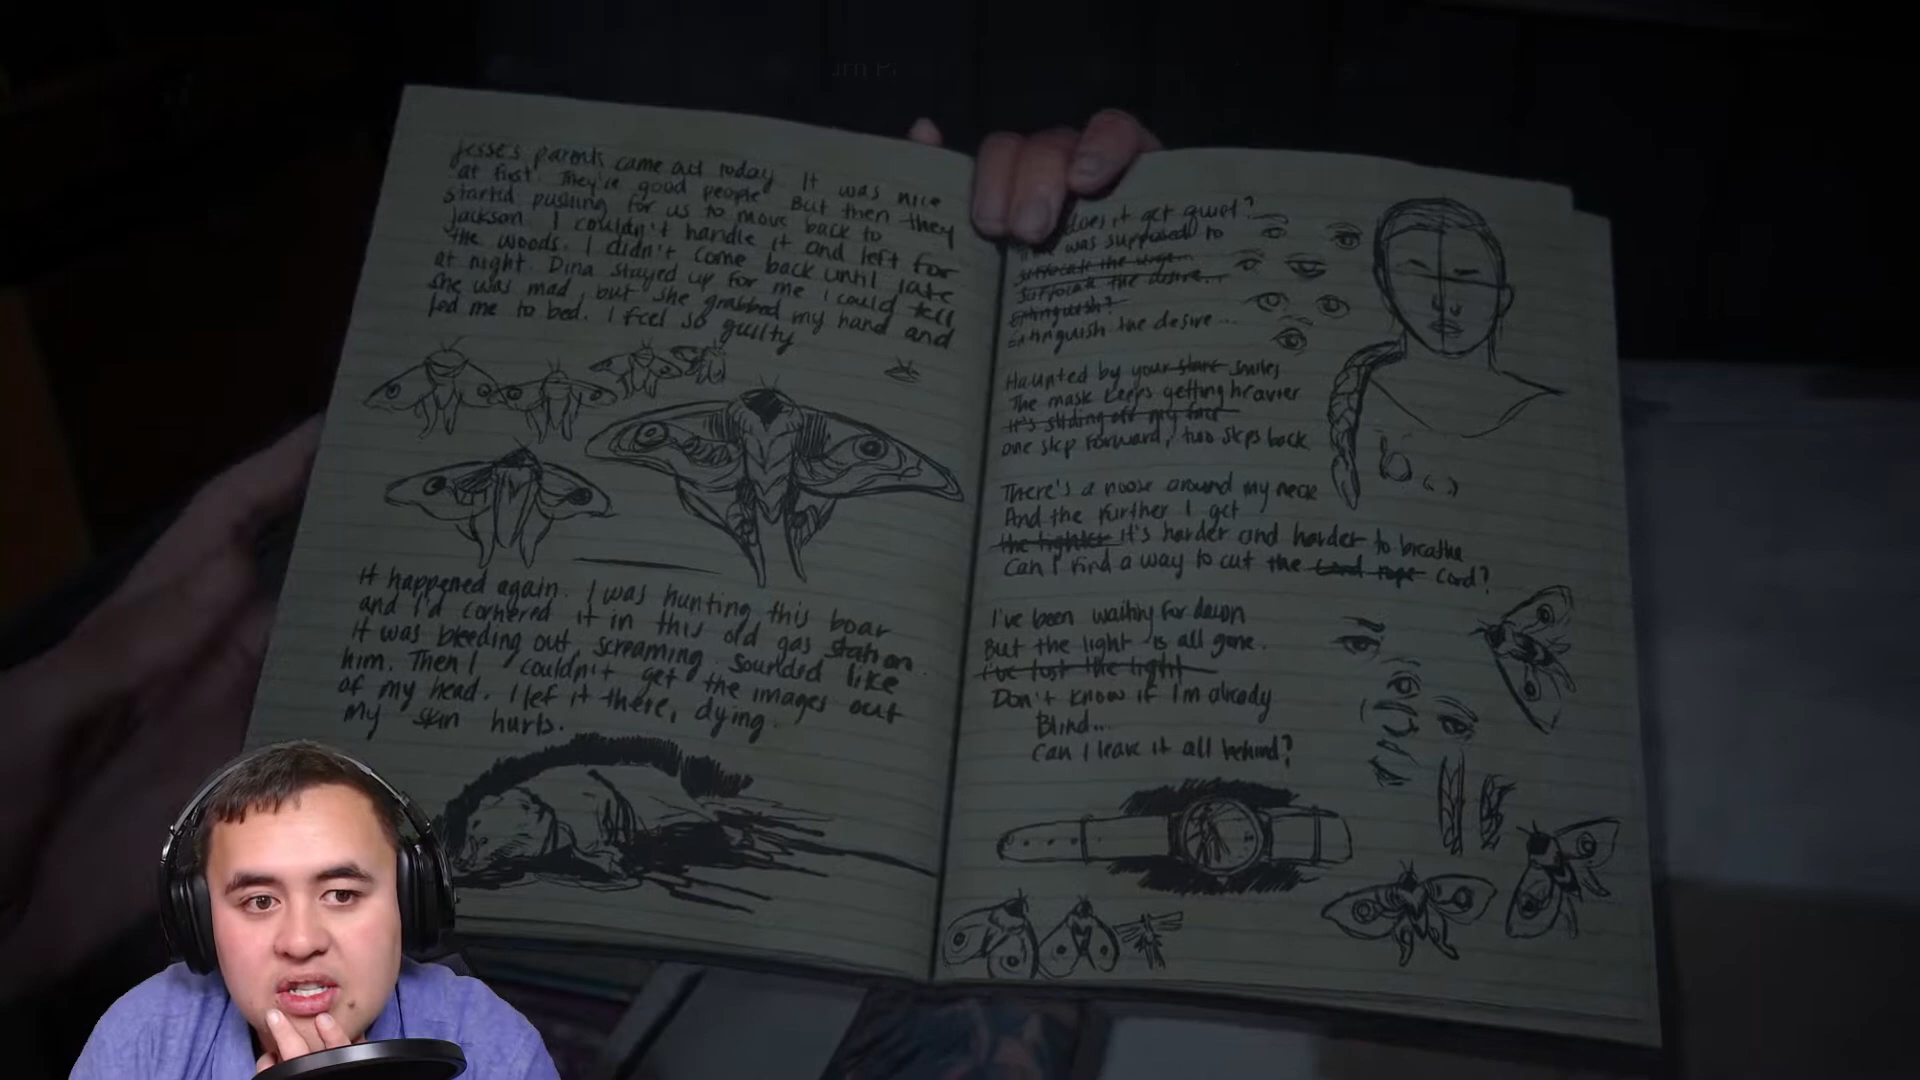 Jesse's parents came out today. It was nice
at first. They're good people. But then they
started pushing for us to move back to
Jackson. I couldn't handle it and left for
the woods. I didn't come back until late
at night. Dina stayed up for me. I could tell
she was mad, but she grabbed my hand and
led me to bed. I feel so
guilty
It happened again. I was hunting this boar
and I'd cornered it in this old gas station
it was bleeding out, screaming. Sounded like
him. Then I couldn't get the images out
of my head. I lef it there, dying.
My skin hurts.
does it get quiet?
was supposed to
suffocate the urge...
suffocate the desire...
Extinguish?
Extinguish the desire...
Haunted by your stare smiles
The mask keeps getting heavier
It's sliding off my face
one step forward, two steps back.
There's a noose around my neck
And the further I get
the tighter it's harder and harder to breathe
Can I find a way to cut the cord rope cord?
I've been waiting for dawn
But the light is all gone.
I've lost the light
Don't know if I'm already
Blind...
Can I leave it all behind?